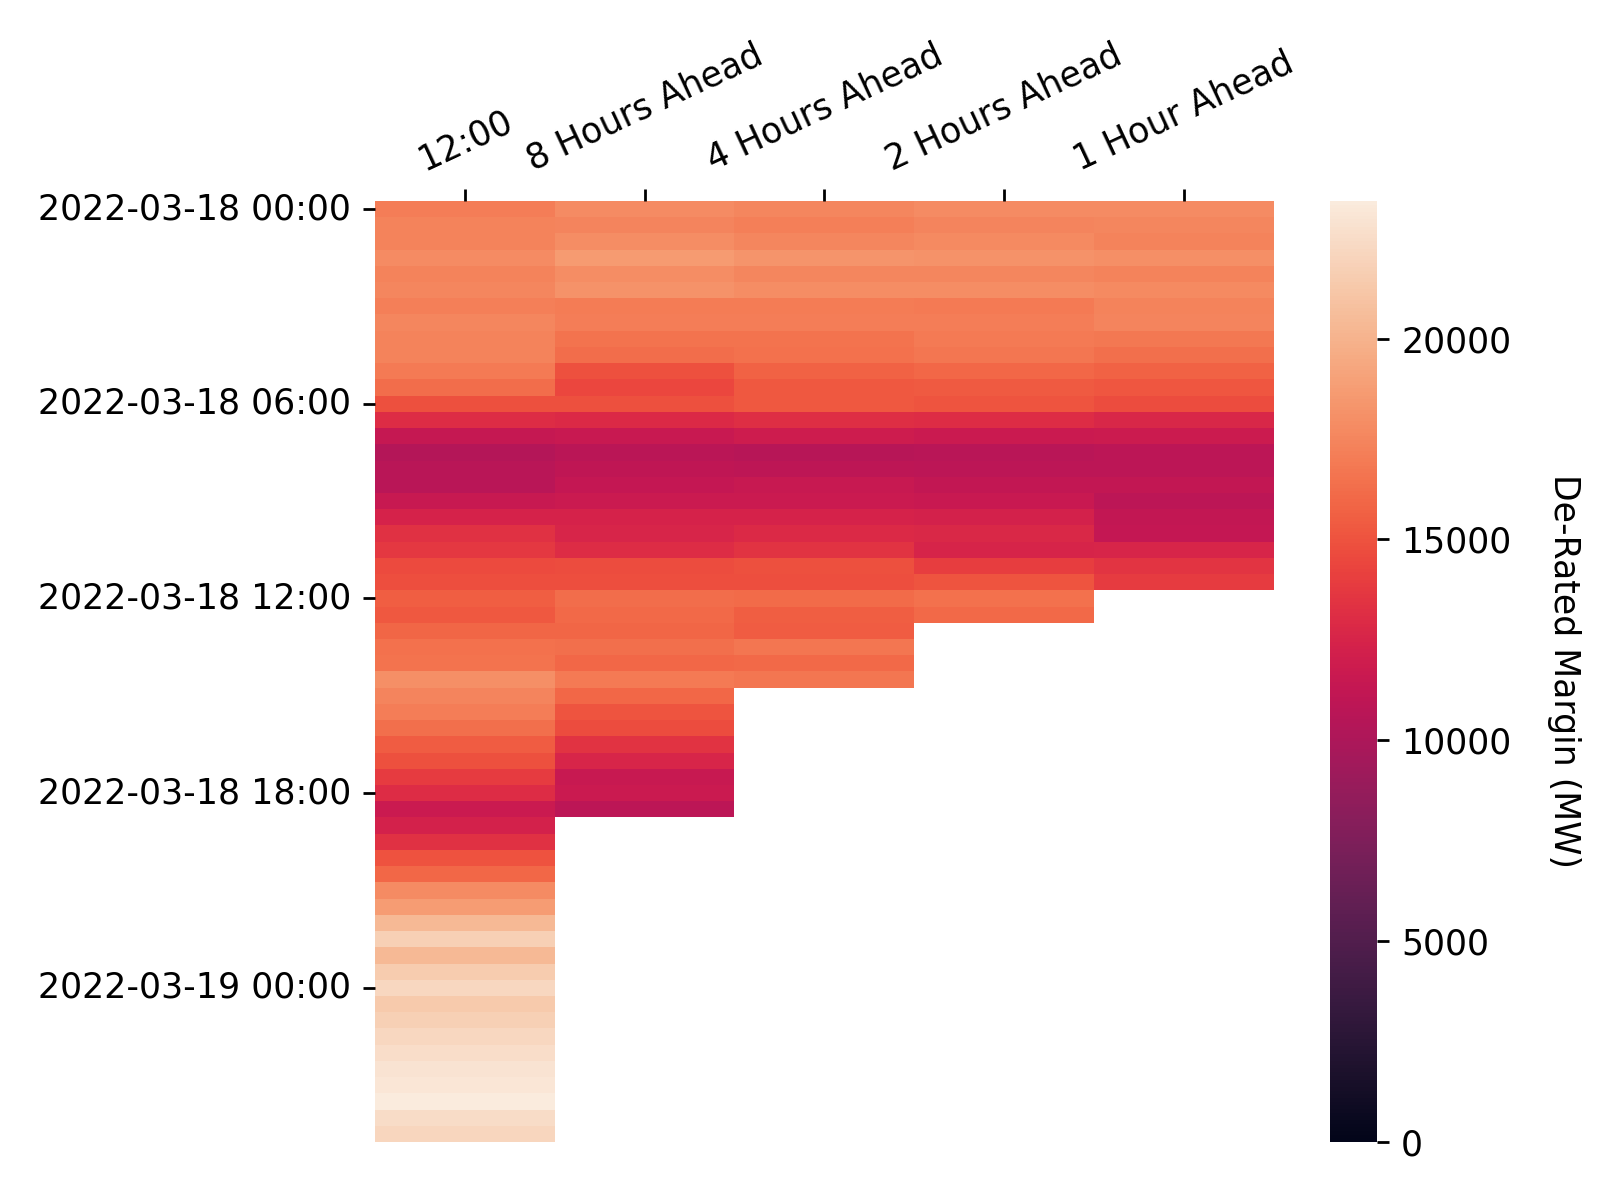 12:00
8 Hours Ahead
4 Hours Ahead
2 Hours Ahead
1 Hour Ahead
2022-03-18 00:00
2022-03-18 06:00
2022-03-18 12:00
2022-03-18 18:00
2022-03-19 00:00
20000
15000
10000
5000
0
De-Rated Margin (MW)